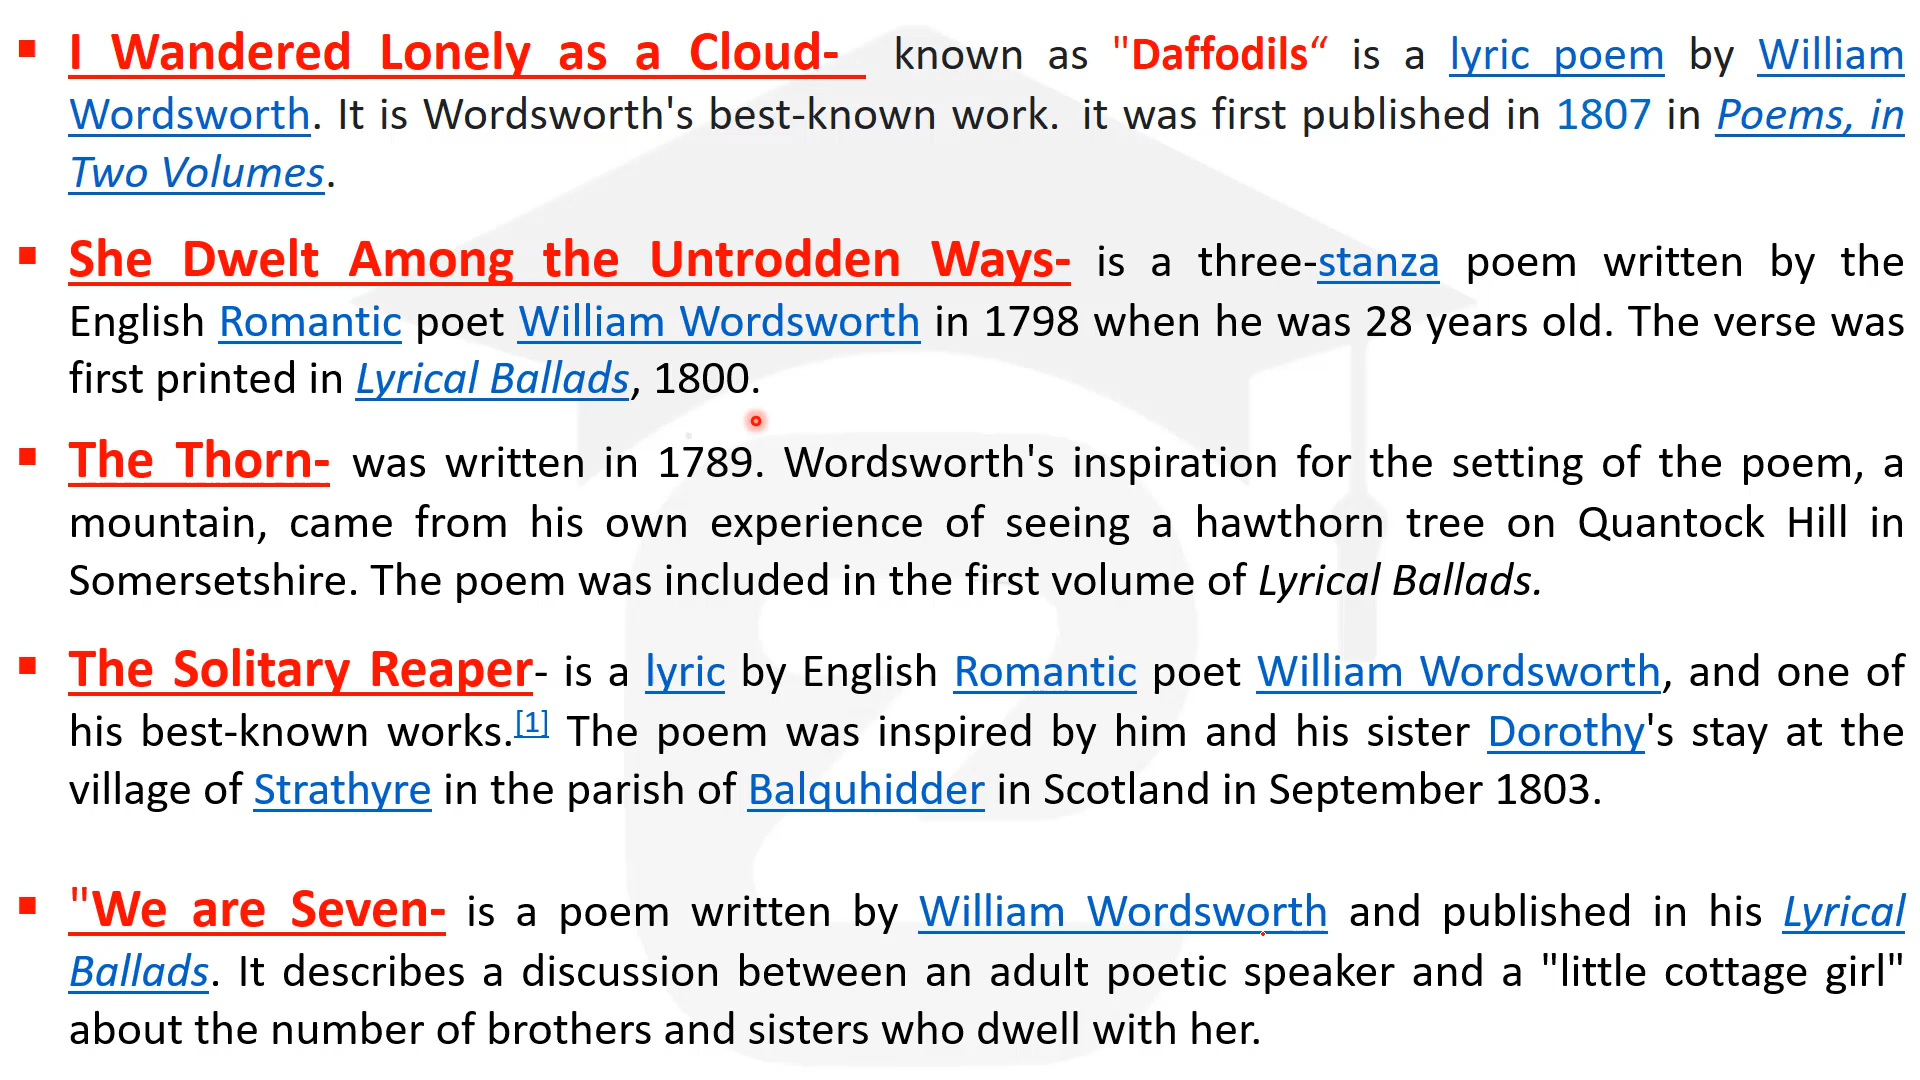 ▪ I Wandered Lonely as a Cloud- known as "Daffodils“ is a lyric poem by William
Wordsworth. It is Wordsworth's best-known work. it was first published in 1807 in Poems, in
Two Volumes.
▪ She Dwelt Among the Untrodden Ways- is a three-stanza poem written by the
English Romantic poet William Wordsworth in 1798 when he was 28 years old. The verse was
first printed in Lyrical Ballads, 1800.
▪ The Thorn- was written in 1789. Wordsworth's inspiration for the setting of the poem, a
mountain, came from his own experience of seeing a hawthorn tree on Quantock Hill in
Somersetshire. The poem was included in the first volume of Lyrical Ballads.
▪ The Solitary Reaper- is a lyric by English Romantic poet William Wordsworth, and one of
his best-known works.[1] The poem was inspired by him and his sister Dorothy's stay at the
village of Strathyre in the parish of Balquhidder in Scotland in September 1803.
▪ "We are Seven- is a poem written by William Wordsworth and published in his Lyrical
Ballads. It describes a discussion between an adult poetic speaker and a "little cottage girl"
about the number of brothers and sisters who dwell with her.